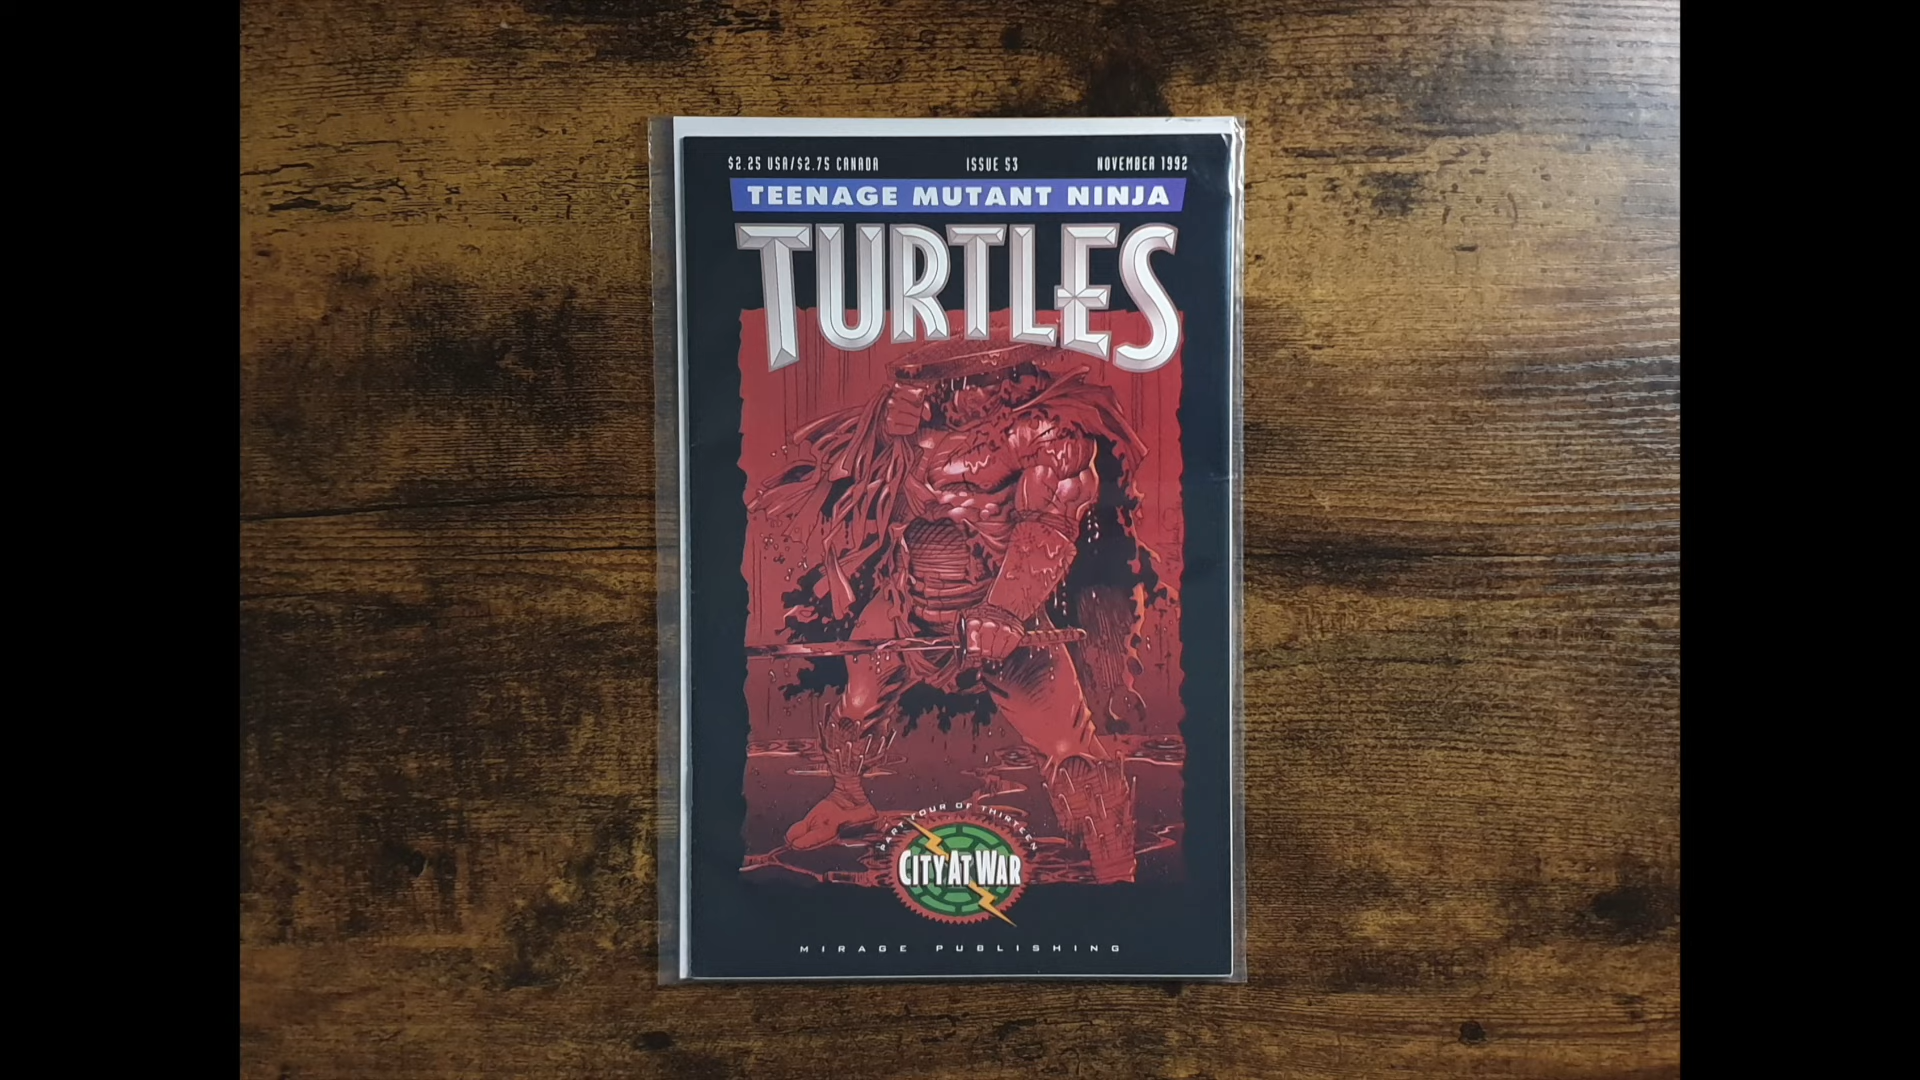 $2.25 USA/$2.75 CANADA ISSUE 53 NOVEMBER 1992
TEENAGE MUTANT NINJA
TURTLES
PART FOUR OF THIRTEEN
CITY AT WAR
MIRAGE PUBLISHING